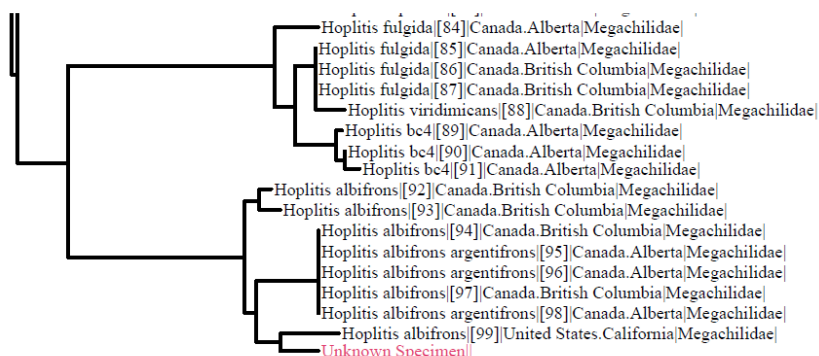 Hoplitis fulgida|[84]|Canada.Alberta|Megachilidae|
Hoplitis fulgida|[85]|Canada.Alberta|Megachilidae|
Hoplitis fulgida|[86]|Canada.British Columbia|Megachilidae|
Hoplitis fulgida|[87]|Canada.British Columbia|Megachilidae|
Hoplitis viridimicans|[88]|Canada.British Columbia|Megachilidae|
Hoplitis bc4|[89]|Canada.Alberta|Megachilidae|
Hoplitis bc4|[90]|Canada.Alberta|Megachilidae|
Hoplitis bc4|[91]|Canada.Alberta|Megachilidae|
Hoplitis albifrons|[92]|Canada.British Columbia|Megachilidae|
Hoplitis albifrons|[93]|Canada.British Columbia|Megachilidae|
Hoplitis albifrons|[94]|Canada.British Columbia|Megachilidae|
Hoplitis albifrons argentifrons|[95]|Canada.Alberta|Megachilidae|
Hoplitis albifrons argentifrons|[96]|Canada.Alberta|Megachilidae|
Hoplitis albifrons|[97]|Canada.British Columbia|Megachilidae|
Hoplitis albifrons argentifrons|[98]|Canada.Alberta|Megachilidae|
Hoplitis albifrons|[99]|United States.California|Megachilidae|
Unknown Specimen||